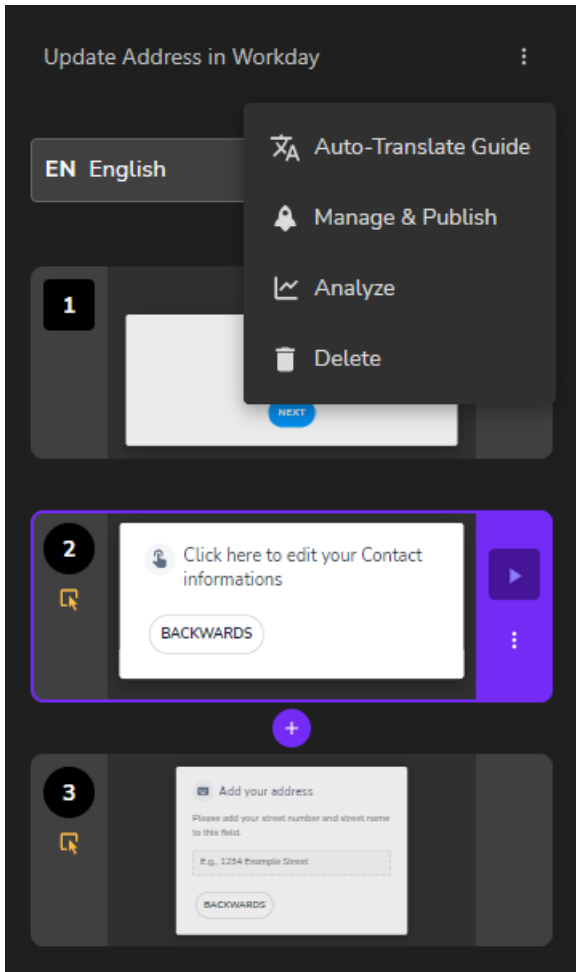 Update Address in Workday
Auto-Translate Guide
EN English
Manage & Publish
Analyze
Delete
1
NEXT
2
Click here to edit your Contact
informations
BACKWARDS
3
Add your address
Please add your street number and street name
to this field.
E.g., 1234 Example Street
BACKWARDS